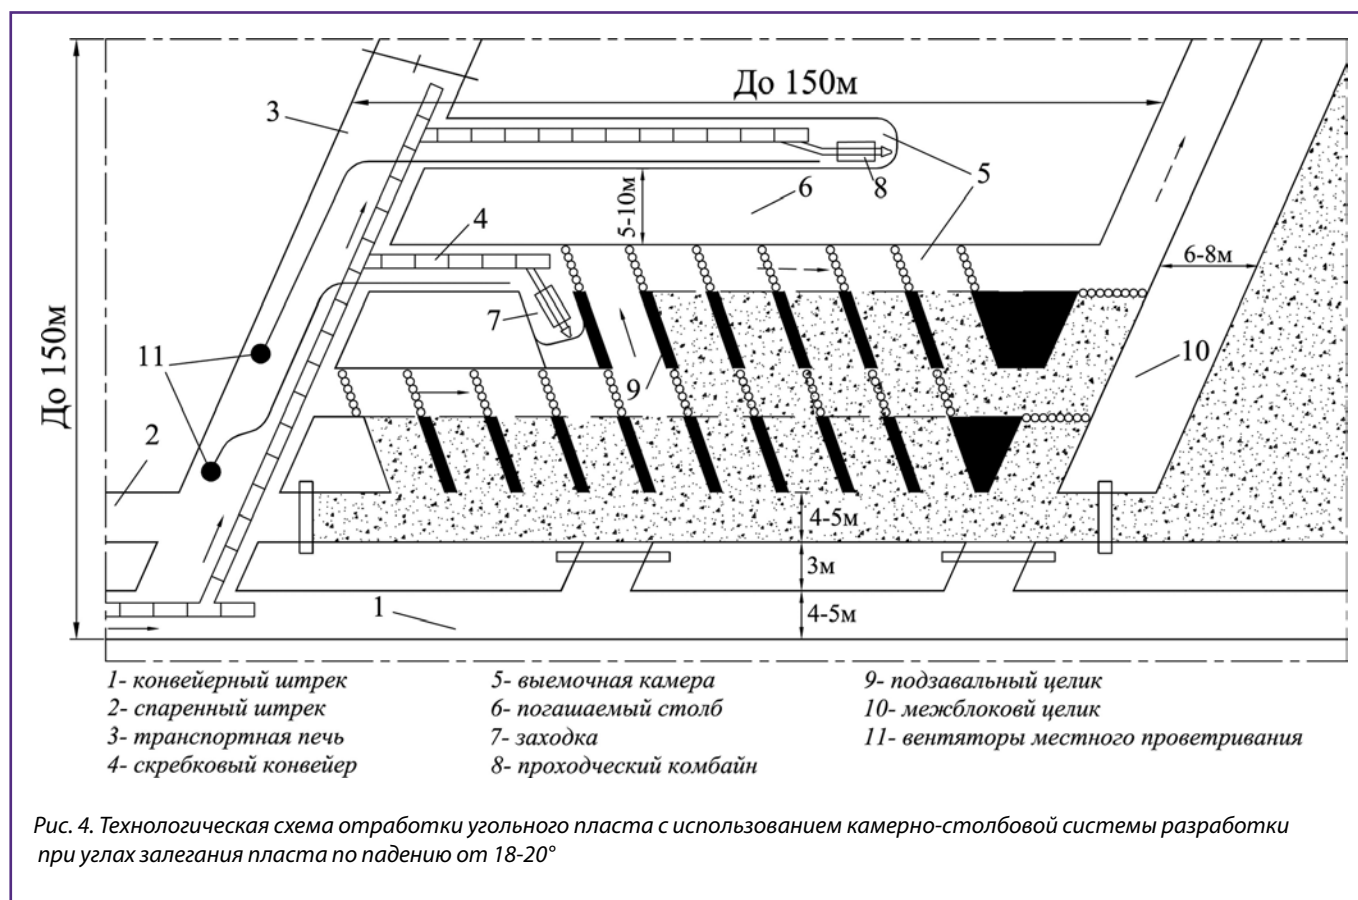 До 150м
До 150м
3
5
8
6
5-10м
4
6-8м
7
11
9
10
2
4-5м
3м
1
4-5м
1- конвейерный штрек
2- спаренный штрек
3- транспортная печь
4- скребковый конвейер
5- выемочная камера
6- погашаемый столб
7- заходка
8- проходческий комбайн
9- подзавальный целик
10- межблоковй целик
11- вентяторы местного проветривания
Рис. 4. Технологическая схема отработки угольного пласта с использованием камерно-столбовой системы разработки
при углах залегания пласта по падению от 18-20°